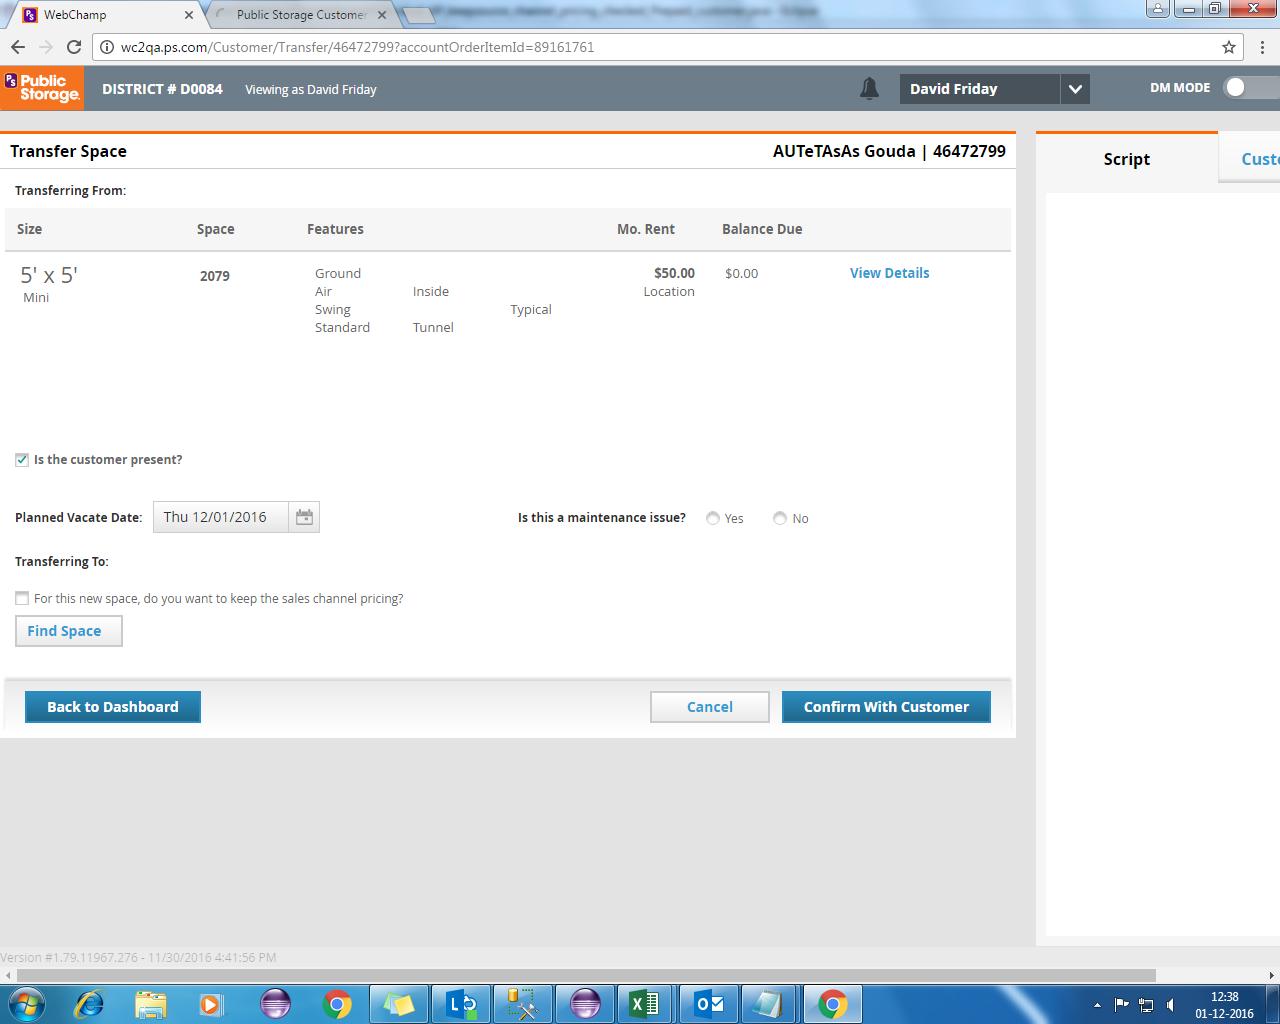 WebChamp
Public Storage Customer
wc2qa.ps.com/Customer/Transfer/46472799?accountOrderItemId=89161761
PS Public Storage.
DISTRICT # D0084
Viewing as David Friday
David Friday
DM MODE
Transfer Space
AUTeTAsAs Gouda | 46472799
Script
Custo
Transferring From:
Size Space Features Mo. Rent Balance Due
5' x 5' 2079 Ground $50.00 $0.00 View Details
Mini Air Inside Location
Swing Typical
Standard Tunnel
Is the customer present?
Planned Vacate Date: Thu 12/01/2016 Is this a maintenance issue? Yes No
Transferring To:
For this new space, do you want to keep the sales channel pricing?
Find Space
Back to Dashboard Cancel Confirm With Customer
Version #1.79.11967.276 - 11/30/2016 4:41:56 PM
12:38
01-12-2016